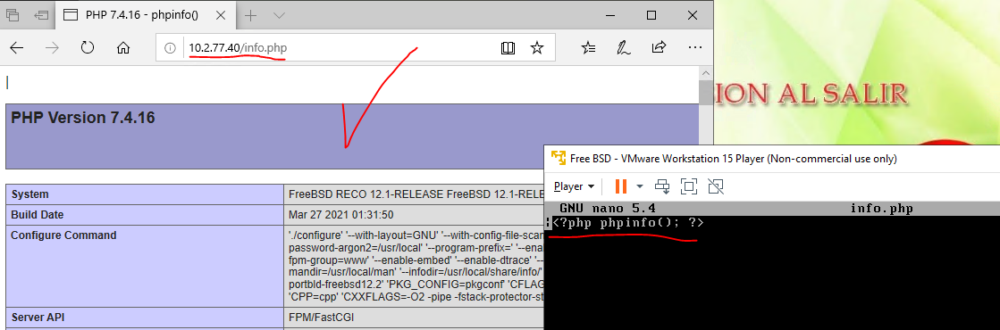 PHP 7.4.16 - phpinfo()
10.2.77.40/info.php
PHP Version 7.4.16
System
FreeBSD RECO 12.1-RELEASE FreeBSD 12.1-RELE
Build Date
Mar 27 2021 01:31:50
Configure Command
'./configure' '--with-layout=GNU' '--with-config-file-scan
password-argon2=/usr/local' '--program-prefix=' '--ena
fpm-group=www' '--enable-embed' '--enable-dtrace' '--
mandir=/usr/local/man' '--infodir=/usr/local/share/info/'
portbld-freebsd12.2' 'PKG_CONFIG=pkgconf' 'CFLAG
'CPP=cpp' 'CXXFLAGS=-O2 -pipe -fstack-protector-st
Server API
FPM/FastCGI
ION AL SALIR
Free BSD - VMware Workstation 15 Player (Non-commercial use only)
Player
GNU nano 5.4 info.php
<?php phpinfo(); ?>